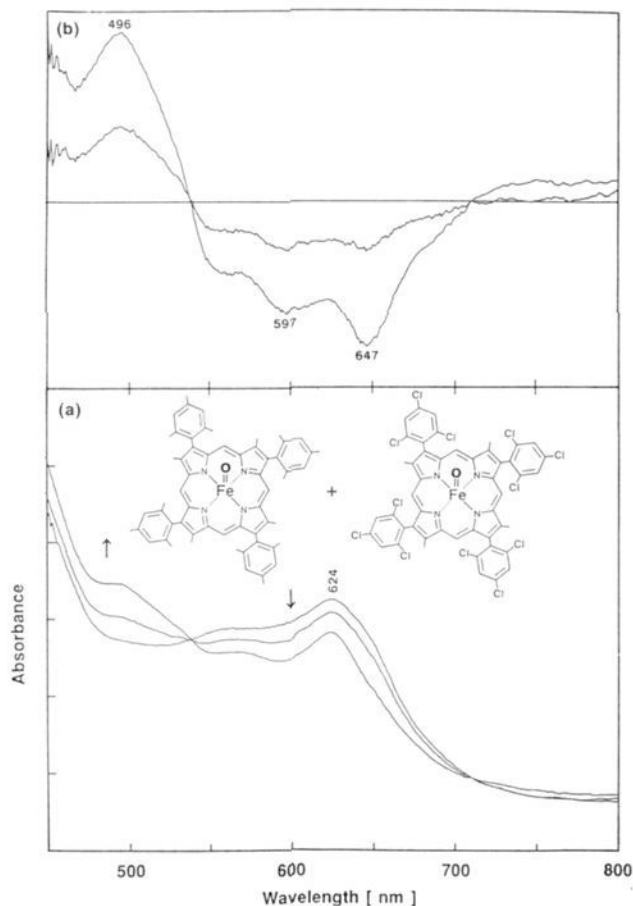 (b)
496
597
647
(a)
O
Fe
N
N
N
N
+
Cl
Cl
Cl
Cl
Cl
Cl
O
Fe
N
N
N
N
Cl
Cl
Cl
Cl
Cl
Cl
624
Absorbance
500
600
700
800
Wavelength [ nm ]